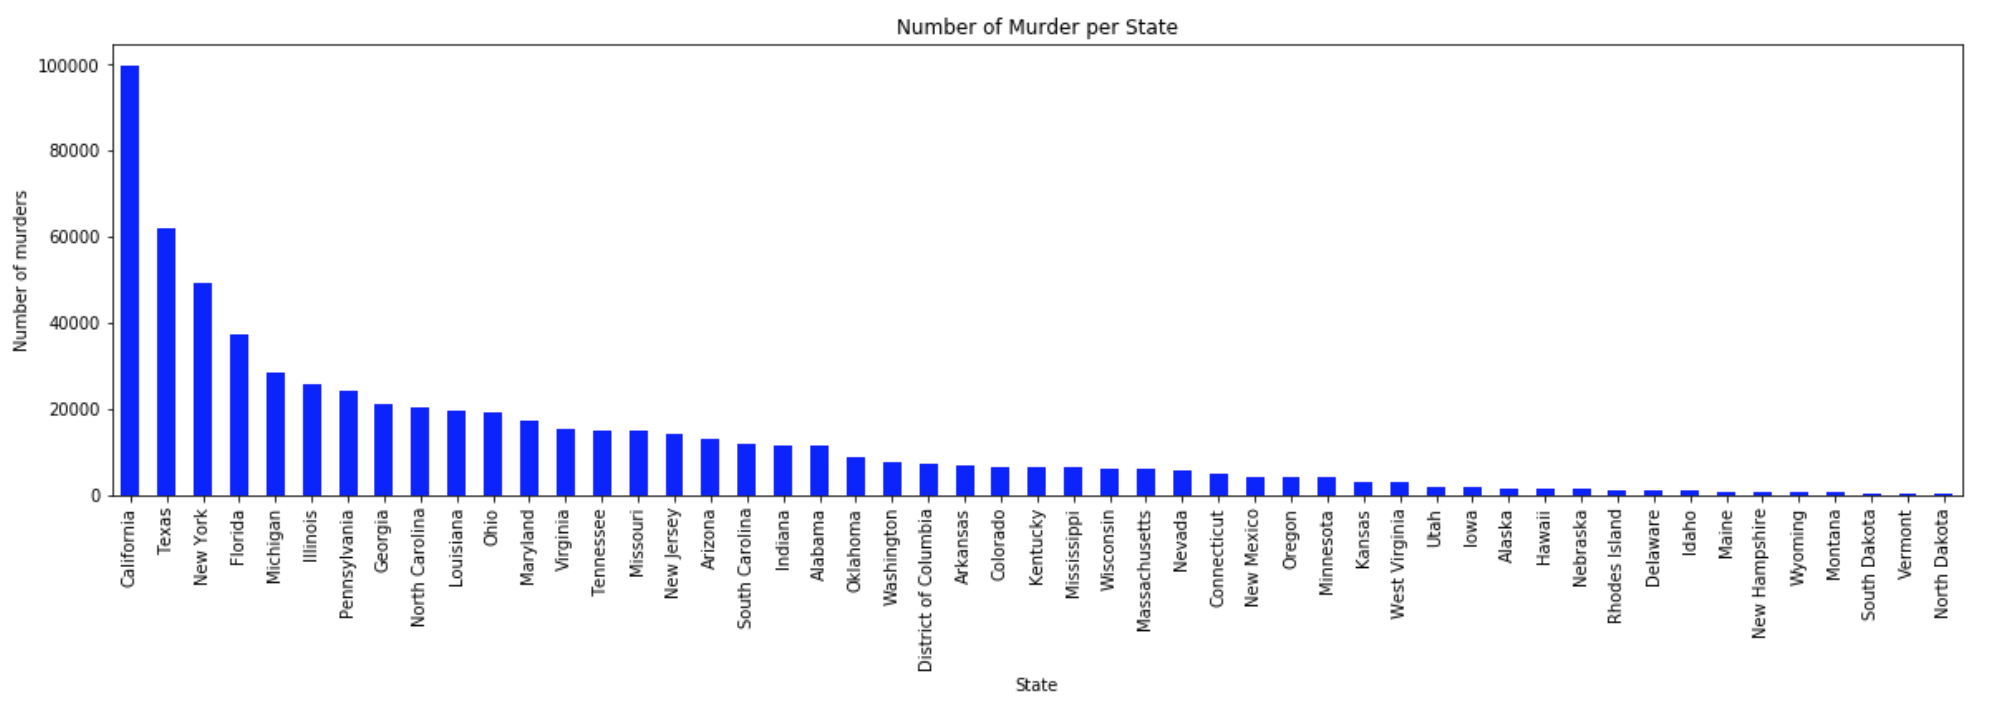 Number of Murder per State
Number of murders
100000
80000
60000
40000
20000
0
California
Texas
New York
Florida
Michigan
Illinois
Pennsylvania
Georgia
North Carolina
Louisiana
Ohio
Maryland
Virginia
Tennessee
Missouri
New Jersey
Arizona
South Carolina
Indiana
Alabama
Oklahoma
Washington
District of Columbia
Arkansas
Colorado
Kentucky
Mississippi
Wisconsin
Massachusetts
Nevada
Connecticut
New Mexico
Oregon
Minnesota
Kansas
West Virginia
Utah
Iowa
Alaska
Hawaii
Nebraska
Rhodes Island
Delaware
Idaho
Maine
New Hampshire
Wyoming
Montana
South Dakota
Vermont
North Dakota
State